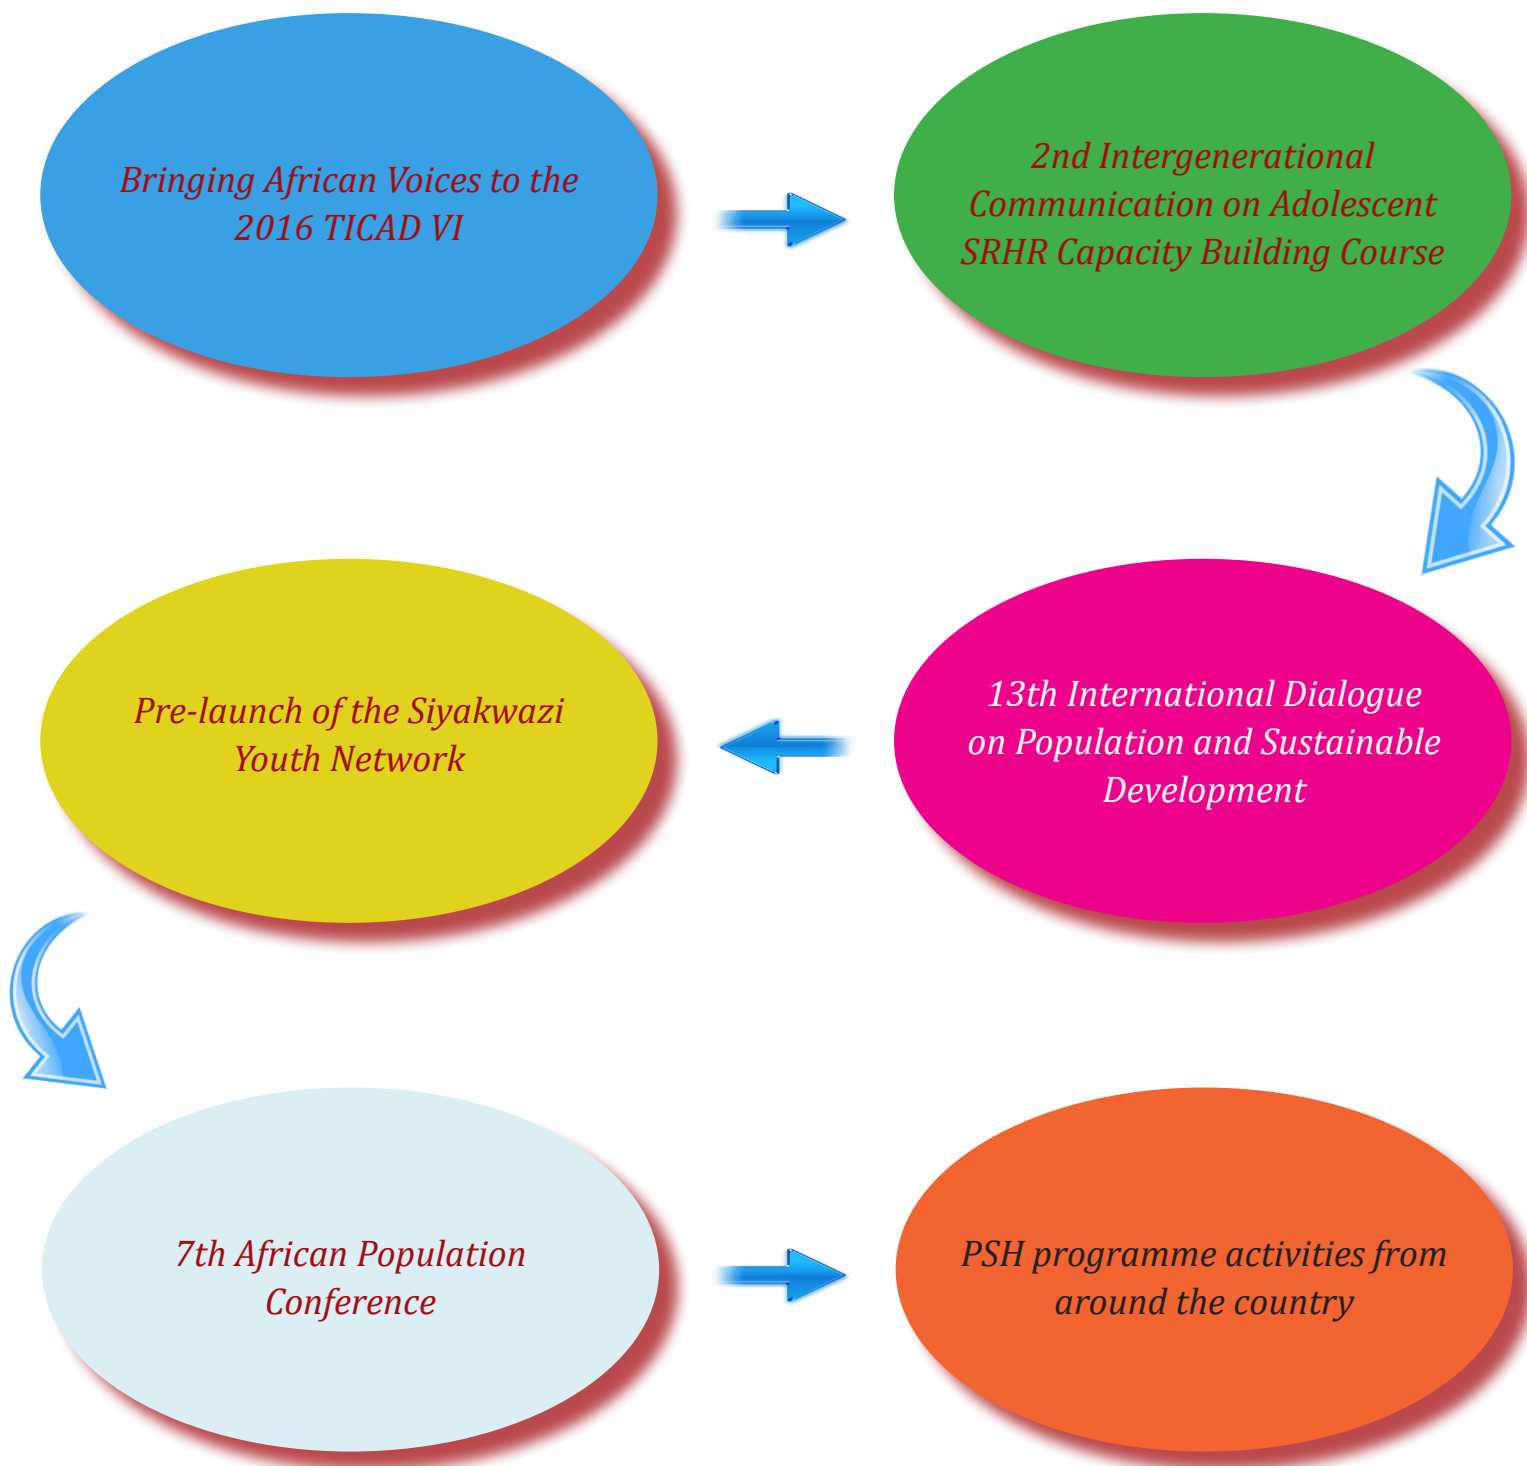 Bringing African Voices to the
2016 TICAD VI
2nd Intergenerational
Communication on Adolescent
SRHR Capacity Building Course
13th International Dialogue
on Population and Sustainable
Development
Pre-launch of the Siyakwazi
Youth Network
7th African Population
Conference
PSH programme activities from
around the country